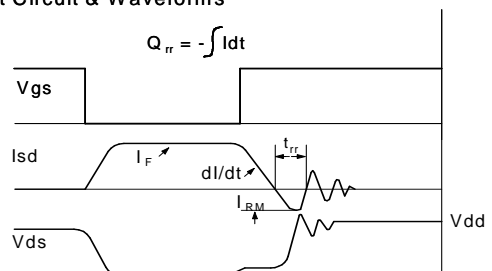 t Circuit & Waveforms
Q rr = - ∫ Idt
Vgs
Isd
I F
dI/dt
t rr
I RM
Vdd
Vds